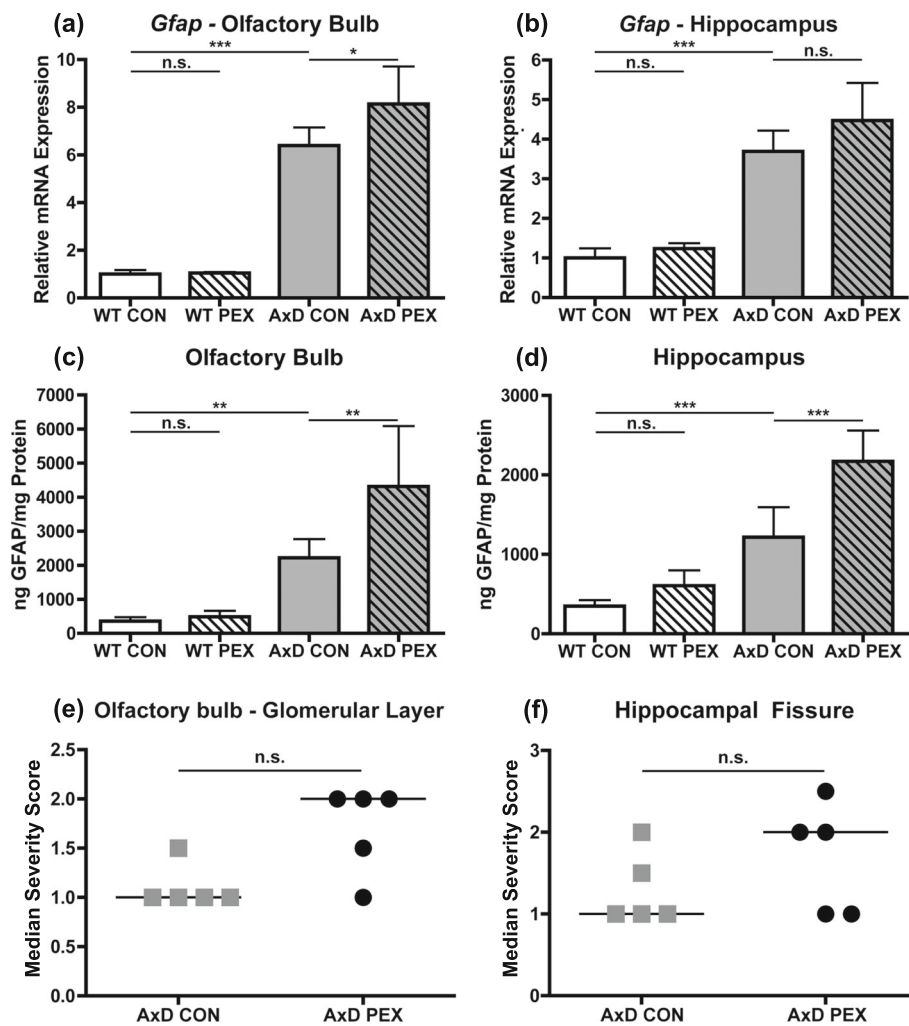 (a)
Gfap - Olfactory Bulb
Relative mRNA Expression
10
8
6
4
2
0
***
*
n.s.
WT CON
WT PEX
AxD CON
AxD PEX
(b)
Gfap - Hippocampus
Relative mRNA Expression
6
5
4
3
2
1
0
***
n.s.
n.s.
WT CON
WT PEX
AxD CON
AxD PEX
(c)
Olfactory Bulb
ng GFAP/mg Protein
7000
6000
5000
4000
3000
2000
1000
0
**
**
n.s.
WT CON
WT PEX
AxD CON
AxD PEX
(d)
Hippocampus
ng GFAP/mg Protein
3000
2000
1000
0
***
***
n.s.
WT CON
WT PEX
AxD CON
AxD PEX
(e)
Olfactory bulb - Glomerular Layer
Median Severity Score
2.5
2.0
1.5
1.0
0.5
0.0
n.s.
AxD CON
AxD PEX
(f)
Hippocampal Fissure
Median Severity Score
3
2
1
0
n.s.
AxD CON
AxD PEX